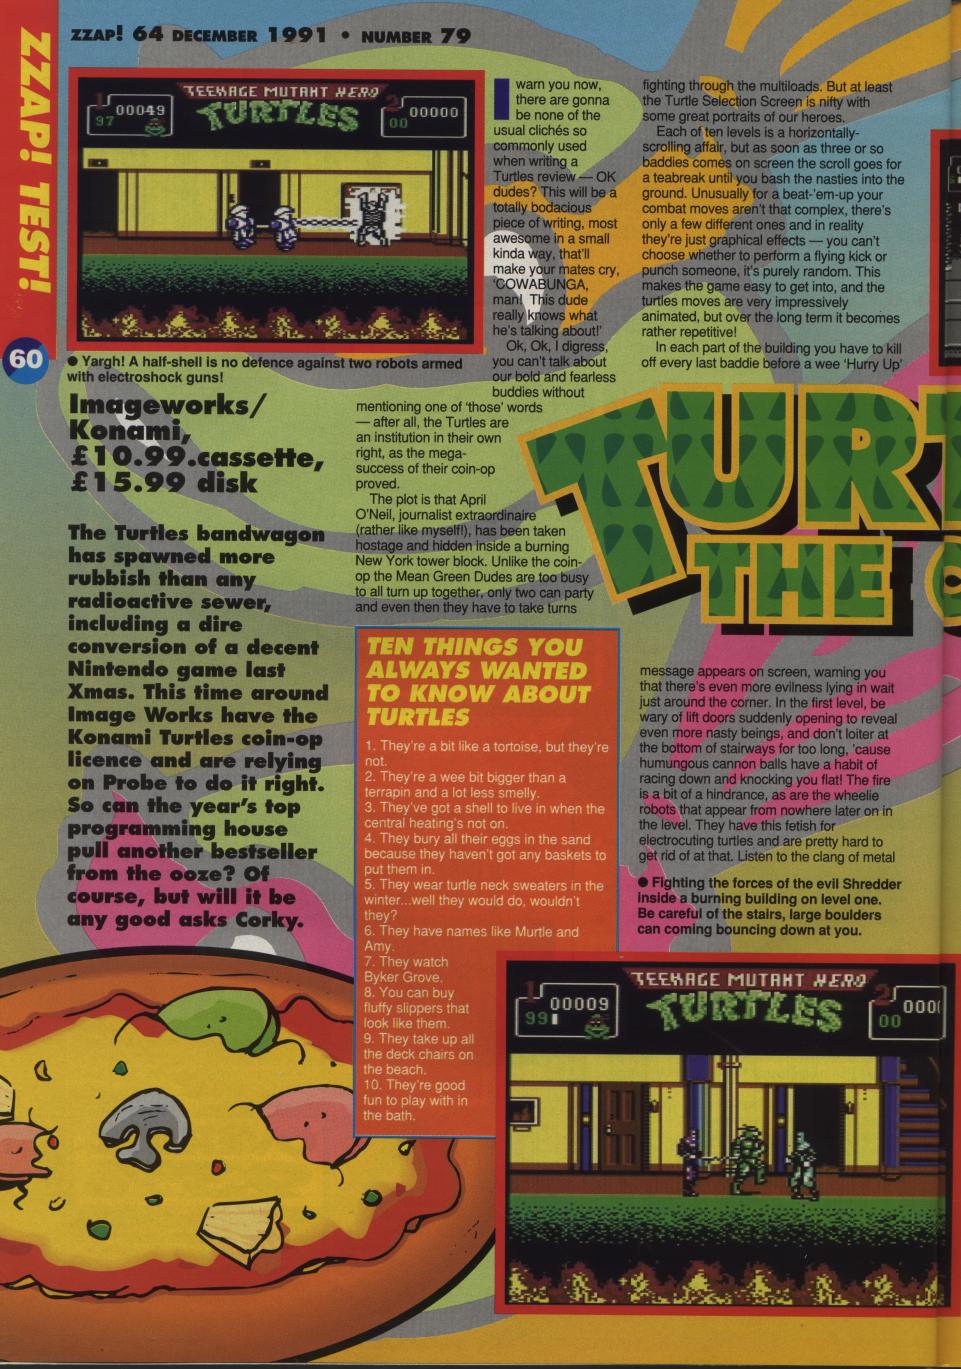 ZZAP! 64 DECEMBER 1991 • NUMBER 79
ZZAP! TEST!
60
TEENAGE MUTANT HERO
TURTLES
1
00049
97
2
00000
00
● Yargh! A half-shell is no defence against two robots armed
with electroshock guns!
Imageworks/
Konami,
£10.99.cassette,
£15.99 disk
The Turtles bandwagon
has spawned more
rubbish than any
radioactive sewer,
including a dire
conversion of a decent
Nintendo game last
Xmas. This time around
Image Works have the
Konami Turtles coin-op
licence and are relying
on Probe to do it right.
So can the year's top
programming house
pull another bestseller
from the ooze? Of
course, but will it be
any good asks Corky.
I warn you now,
there are gonna
be none of the
usual clichés so
commonly used
when writing a
Turtles review — OK
dudes? This will be a
totally bodacious
piece of writing, most
awesome in a small
kinda way, that'll
make your mates cry,
'COWABUNGA,
man! This dude
really knows what
he's talking about!'
Ok, Ok, I digress,
you can't talk about
our bold and fearless
buddies without
mentioning one of 'those' words
— after all, the Turtles are
an institution in their own
right, as the mega-
success of their coin-op
proved.
The plot is that April
O'Neil, journalist extraordinaire
(rather like myself!), has been taken
hostage and hidden inside a burning
New York tower block. Unlike the coin-
op the Mean Green Dudes are too busy
to all turn up together, only two can party
and even then they have to take turns
fighting through the multiloads. But at least
the Turtle Selection Screen is nifty with
some great portraits of our heroes.
Each of ten levels is a horizontally-
scrolling affair, but as soon as three or so
baddies comes on screen the scroll goes for
a teabreak until you bash the nasties into the
ground. Unusually for a beat-'em-up your
combat moves aren't that complex, there's
only a few different ones and in reality
they're just graphical effects — you can't
choose whether to perform a flying kick or
punch someone, it's purely random. This
makes the game easy to get into, and the
turtles moves are very impressively
animated, but over the long term it becomes
rather repetitive!
In each part of the building you have to kill
off every last baddie before a wee 'Hurry Up'
TURT
THE
TEN THINGS YOU
ALWAYS WANTED
TO KNOW ABOUT
TURTLES
1. They're a bit like a tortoise, but they're
not.
2. They're a wee bit bigger than a
terrapin and a lot less smelly.
3. They've got a shell to live in when the
central heating's not on.
4. They bury all their eggs in the sand
because they haven't got any baskets to
put them in.
5. They wear turtle neck sweaters in the
winter...well they would do, wouldn't
they?
6. They have names like Murtle and
Amy.
7. They watch
Byker Grove.
8. You can buy
fluffy slippers that
look like them.
9. They take up all
the deck chairs on
the beach.
10. They're good
fun to play with in
the bath.
message appears on screen, warning you
that there's even more evilness lying in wait
just around the corner. In the first level, be
wary of lift doors suddenly opening to reveal
even more nasty beings, and don't loiter at
the bottom of stairways for too long, 'cause
humungous cannon balls have a habit of
racing down and knocking you flat! The fire
is a bit of a hindrance, as are the wheelie
robots that appear from nowhere later on in
the level. They have this fetish for
electrocuting turtles and are pretty hard to
get rid of at that. Listen to the clang of metal
● Fighting the forces of the evil Shredder
inside a burning building on level one.
Be careful of the stairs, large boulders
can coming bouncing down at you.
TEENAGE MUTANT HERO
TURTLES
1
00009
99
2
000
00